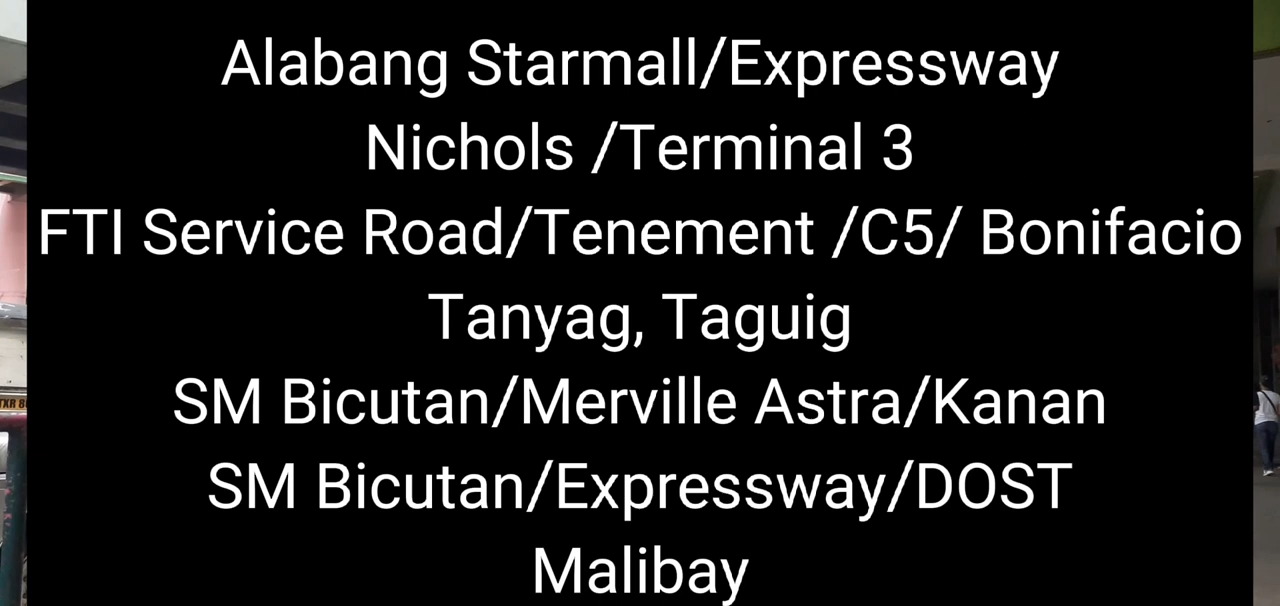 Alabang Starmall/Expressway
Nichols /Terminal 3
FTI Service Road/Tenement /C5/ Bonifacio
Tanyag, Taguig
SM Bicutan/Merville Astra/Kanan
SM Bicutan/Expressway/DOST
Malibay